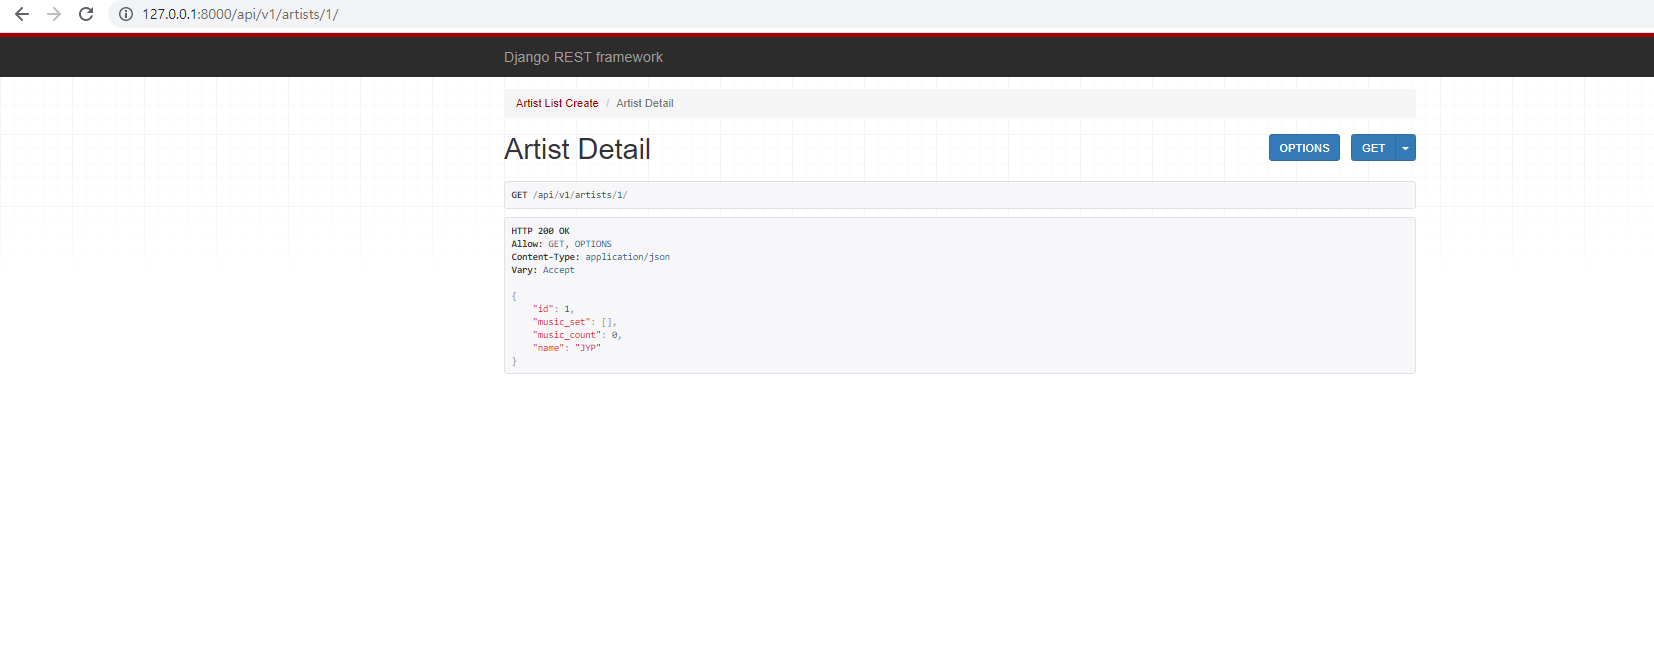 127.0.0.1:8000/api/v1/artists/1/
Django REST framework
Artist List Create / Artist Detail
Artist Detail
OPTIONS GET
GET /api/v1/artists/1/
HTTP 200 OK
Allow: GET, OPTIONS
Content-Type: application/json
Vary: Accept
{
    "id": 1,
    "music_set": [],
    "music_count": 0,
    "name": "JYP"
}